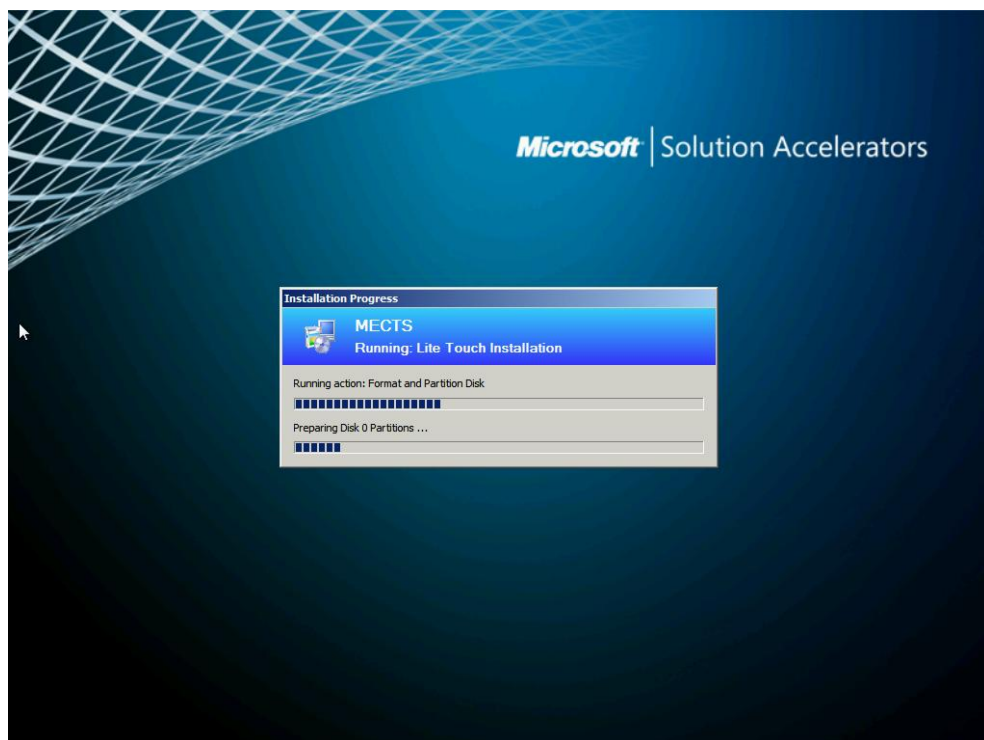 Microsoft | Solution Accelerators
Installation Progress
MECTS
Running: Lite Touch Installation
Running action: Format and Partition Disk
Preparing Disk 0 Partitions ...